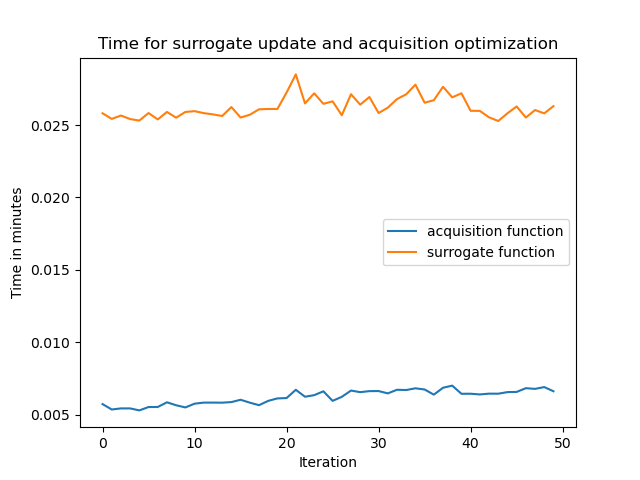 Time for surrogate update and acquisition optimization
Time in minutes
0.025
0.020
0.015
0.010
0.005
acquisition function
surrogate function
0 10 20 30 40 50
Iteration